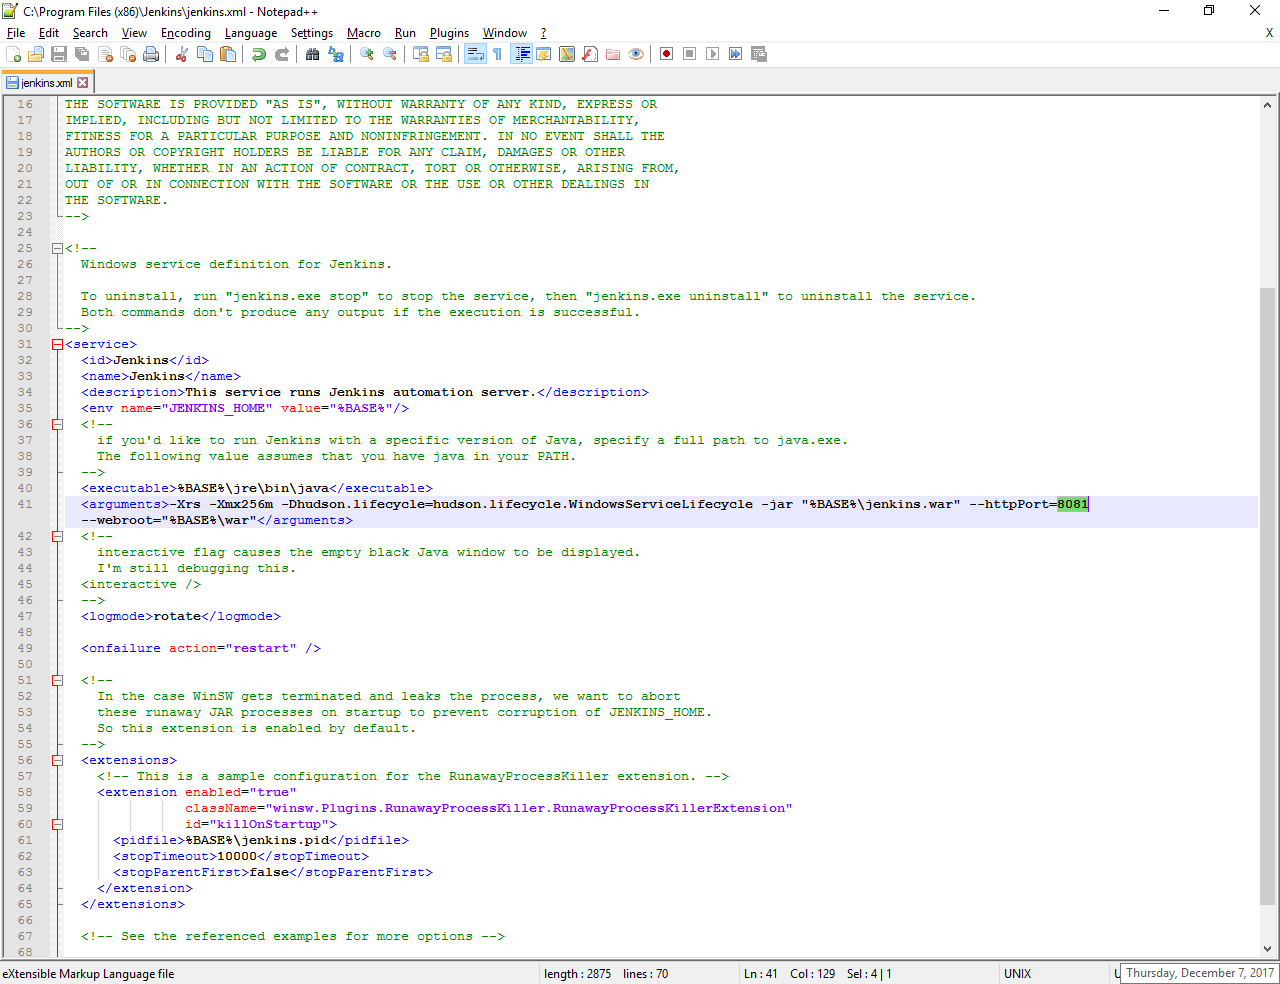 C:\Program Files (x86)\Jenkins\jenkins.xml - Notepad++
File Edit Search View Encoding Language Settings Macro Run Plugins Window ? X
jenkins.xml
16 THE SOFTWARE IS PROVIDED "AS IS", WITHOUT WARRANTY OF ANY KIND, EXPRESS OR
17 IMPLIED, INCLUDING BUT NOT LIMITED TO THE WARRANTIES OF MERCHANTABILITY,
18 FITNESS FOR A PARTICULAR PURPOSE AND NONINFRINGEMENT. IN NO EVENT SHALL THE
19 AUTHORS OR COPYRIGHT HOLDERS BE LIABLE FOR ANY CLAIM, DAMAGES OR OTHER
20 LIABILITY, WHETHER IN AN ACTION OF CONTRACT, TORT OR OTHERWISE, ARISING FROM,
21 OUT OF OR IN CONNECTION WITH THE SOFTWARE OR THE USE OR OTHER DEALINGS IN
22 THE SOFTWARE.
23 -->
24
25 <!--
26 Windows service definition for Jenkins.
27
28 To uninstall, run "jenkins.exe stop" to stop the service, then "jenkins.exe uninstall" to uninstall the service.
29 Both commands don't produce any output if the execution is successful.
30 -->
31 <service>
32 <id>Jenkins</id>
33 <name>Jenkins</name>
34 <description>This service runs Jenkins automation server.</description>
35 <env name="JENKINS_HOME" value="%BASE%"/>
36 <!--
37 if you'd like to run Jenkins with a specific version of Java, specify a full path to java.exe.
38 The following value assumes that you have java in your PATH.
39 -->
40 <executable>%BASE%\jre\bin\java</executable>
41 <arguments>-Xrs -Xmx256m -Dhudson.lifecycle=hudson.lifecycle.WindowsServiceLifecycle -jar "%BASE%\jenkins.war" --httpPort=8081
--webroot="%BASE%\war"</arguments>
42 <!--
43 interactive flag causes the empty black Java window to be displayed.
44 I'm still debugging this.
45 <interactive />
46 -->
47 <logmode>rotate</logmode>
48
49 <onfailure action="restart" />
50
51 <!--
52 In the case WinSW gets terminated and leaks the process, we want to abort
53 these runaway JAR processes on startup to prevent corruption of JENKINS_HOME.
54 So this extension is enabled by default.
55 -->
56 <extensions>
57 <!-- This is a sample configuration for the RunawayProcessKiller extension. -->
58 <extension enabled="true"
59 className="winsw.Plugins.RunawayProcessKiller.RunawayProcessKillerExtension"
60 id="killOnStartup">
61 <pidfile>%BASE%\jenkins.pid</pidfile>
62 <stopTimeout>10000</stopTimeout>
63 <stopParentFirst>false</stopParentFirst>
64 </extension>
65 </extensions>
66
67 <!-- See the referenced examples for more options -->
68
eXtensible Markup Language file length : 2875 lines : 70 Ln : 41 Col : 129 Sel : 4 | 1 UNIX Thursday, December 7, 2017